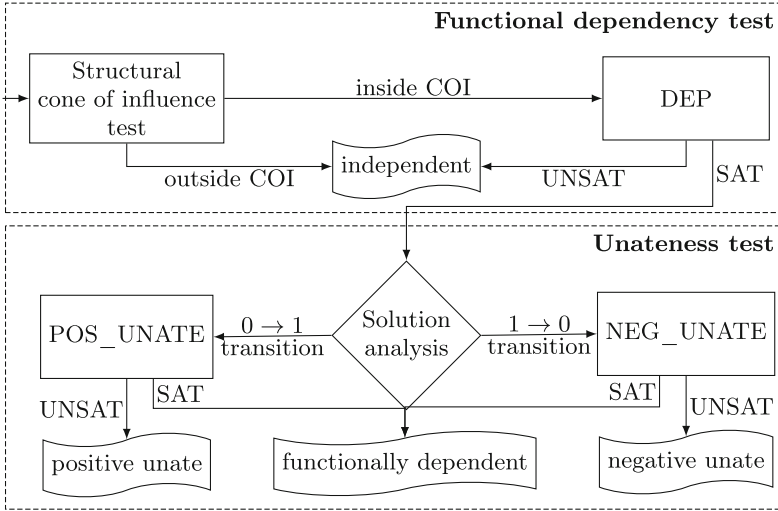 Functional dependency test
Structural
cone of influence
test
inside COI
DEP
outside COI
independent
UNSAT
SAT
Unateness test
POS_UNATE
0 → 1
transition
Solution
analysis
1 → 0
transition
NEG_UNATE
UNSAT
SAT
SAT
UNSAT
positive unate
functionally dependent
negative unate